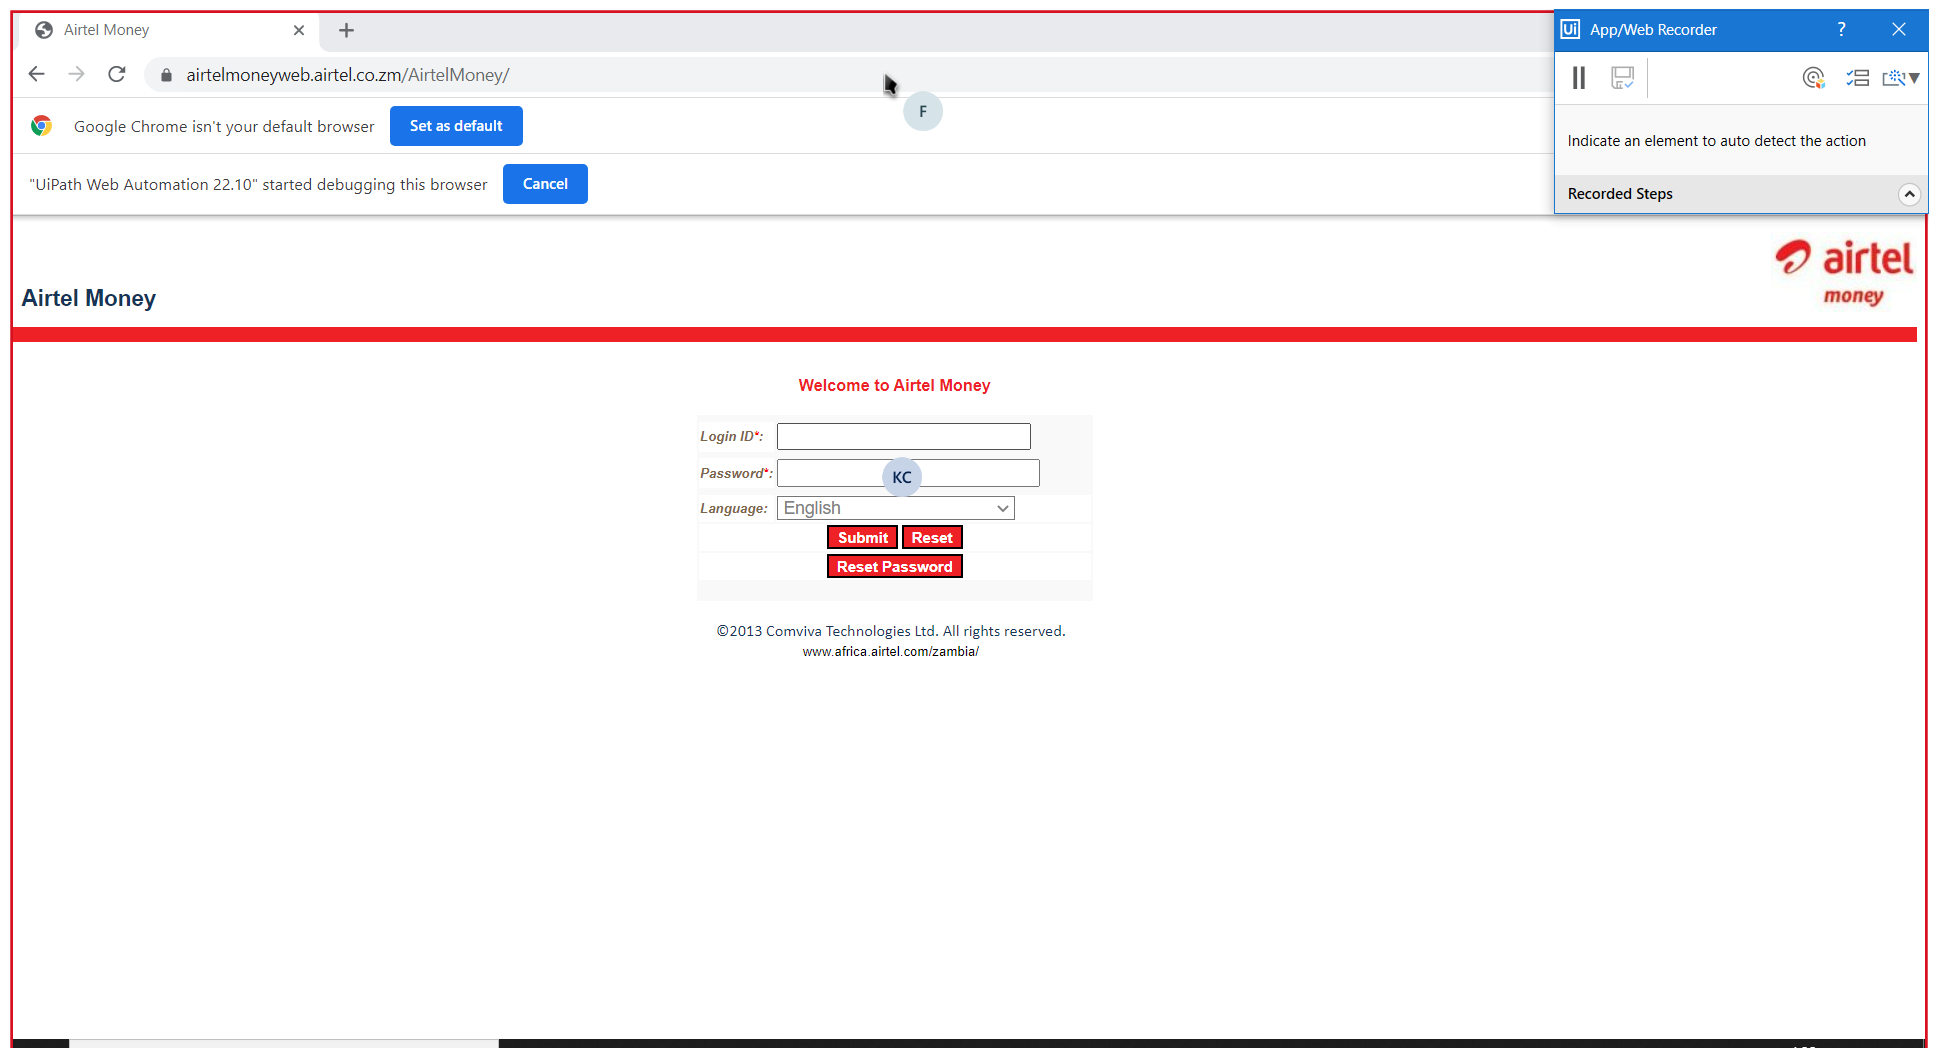 Airtel Money
Ui App/Web Recorder ?
airtelmoneyweb.airtel.co.zm/AirtelMoney/
F
Google Chrome isn't your default browser Set as default
Indicate an element to auto detect the action
"UiPath Web Automation 22.10" started debugging this browser Cancel
Recorded Steps
airtel
money
Airtel Money
Welcome to Airtel Money
Login ID*:
Password*:
KC
Language: English
Submit Reset
Reset Password
©2013 Comviva Technologies Ltd. All rights reserved.
www.africa.airtel.com/zambia/